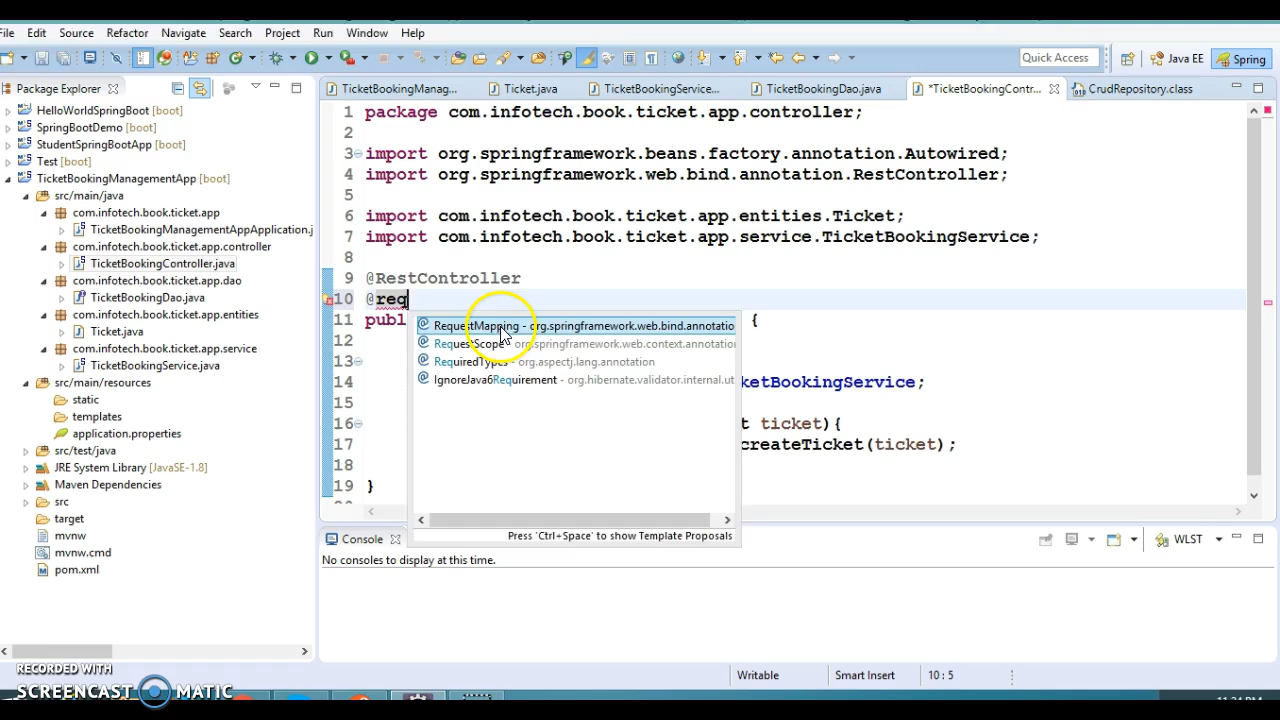 File Edit Source Refactor Navigate Search Project Run Window Help
Quick Access Java EE Spring
Package Explorer
HelloWorldSpringBoot [boot]
SpringBootDemo [boot]
StudentSpringBootApp [boot]
Test [boot]
TicketBookingManagementApp [boot]
src/main/java
com.infotech.book.ticket.app
TicketBookingManagementAppApplication.j
com.infotech.book.ticket.app.controller
TicketBookingController.java
com.infotech.book.ticket.app.dao
TicketBookingDao.java
com.infotech.book.ticket.app.entities
Ticket.java
com.infotech.book.ticket.app.service
TicketBookingService.java
src/main/resources
static
templates
application.properties
src/test/java
JRE System Library [JavaSE-1.8]
Maven Dependencies
src
target
mvnw
mvnw.cmd
pom.xml
TicketBookingManag... Ticket.java TicketBookingService... TicketBookingDao.java *TicketBookingContr... CrudRepository.class
1 package com.infotech.book.ticket.app.controller;
2
3 import org.springframework.beans.factory.annotation.Autowired;
4 import org.springframework.web.bind.annotation.RestController;
5
6 import com.infotech.book.ticket.app.entities.Ticket;
7 import com.infotech.book.ticket.app.service.TicketBookingService;
8
9 @RestController
10 @req
11 publ {
12
13
14 ketBookingService;
15
16 t ticket){
17 createTicket(ticket);
18
19 }
RequestMapping - org.springframework.web.bind.annotatio
RequestScope - org.springframework.web.context.annotation
RequiredTypes - org.aspectj.lang.annotation
IgnoreJava6Requirement - org.hibernate.validator.internal.ut
Press 'Ctrl+Space' to show Template Proposals
Console WLST
No consoles to display at this time.
Writable Smart Insert 10 : 5
RECORDED WITH
SCREENCAST MATIC